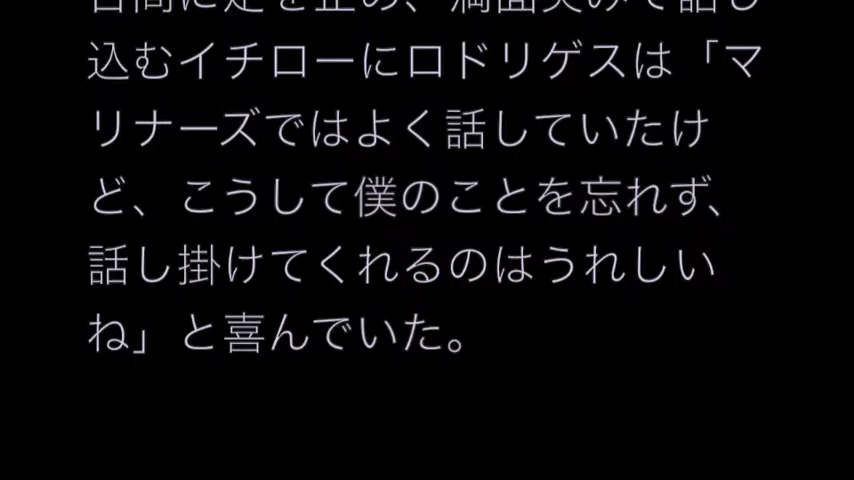 込むイチローにロドリゲスは「マ
リナーズではよく話していたけ
ど、こうして僕のことを忘れず、
話し掛けてくれるのはうれしい
ね」と喜んでいた。